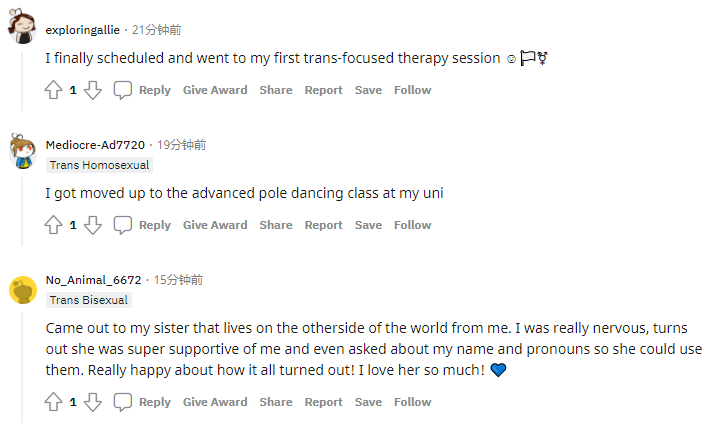 exploringallie · 21分钟前
I finally scheduled and went to my first trans-focused therapy session ☺🏳⚧
1 Reply Give Award Share Report Save Follow
Mediocre-Ad7720 · 19分钟前
Trans Homosexual
I got moved up to the advanced pole dancing class at my uni
1 Reply Give Award Share Report Save Follow
No_Animal_6672 · 15分钟前
Trans Bisexual
Came out to my sister that lives on the otherside of the world from me. I was really nervous, turns
out she was super supportive of me and even asked about my name and pronouns so she could use
them. Really happy about how it all turned out! I love her so much! 💙
1 Reply Give Award Share Report Save Follow